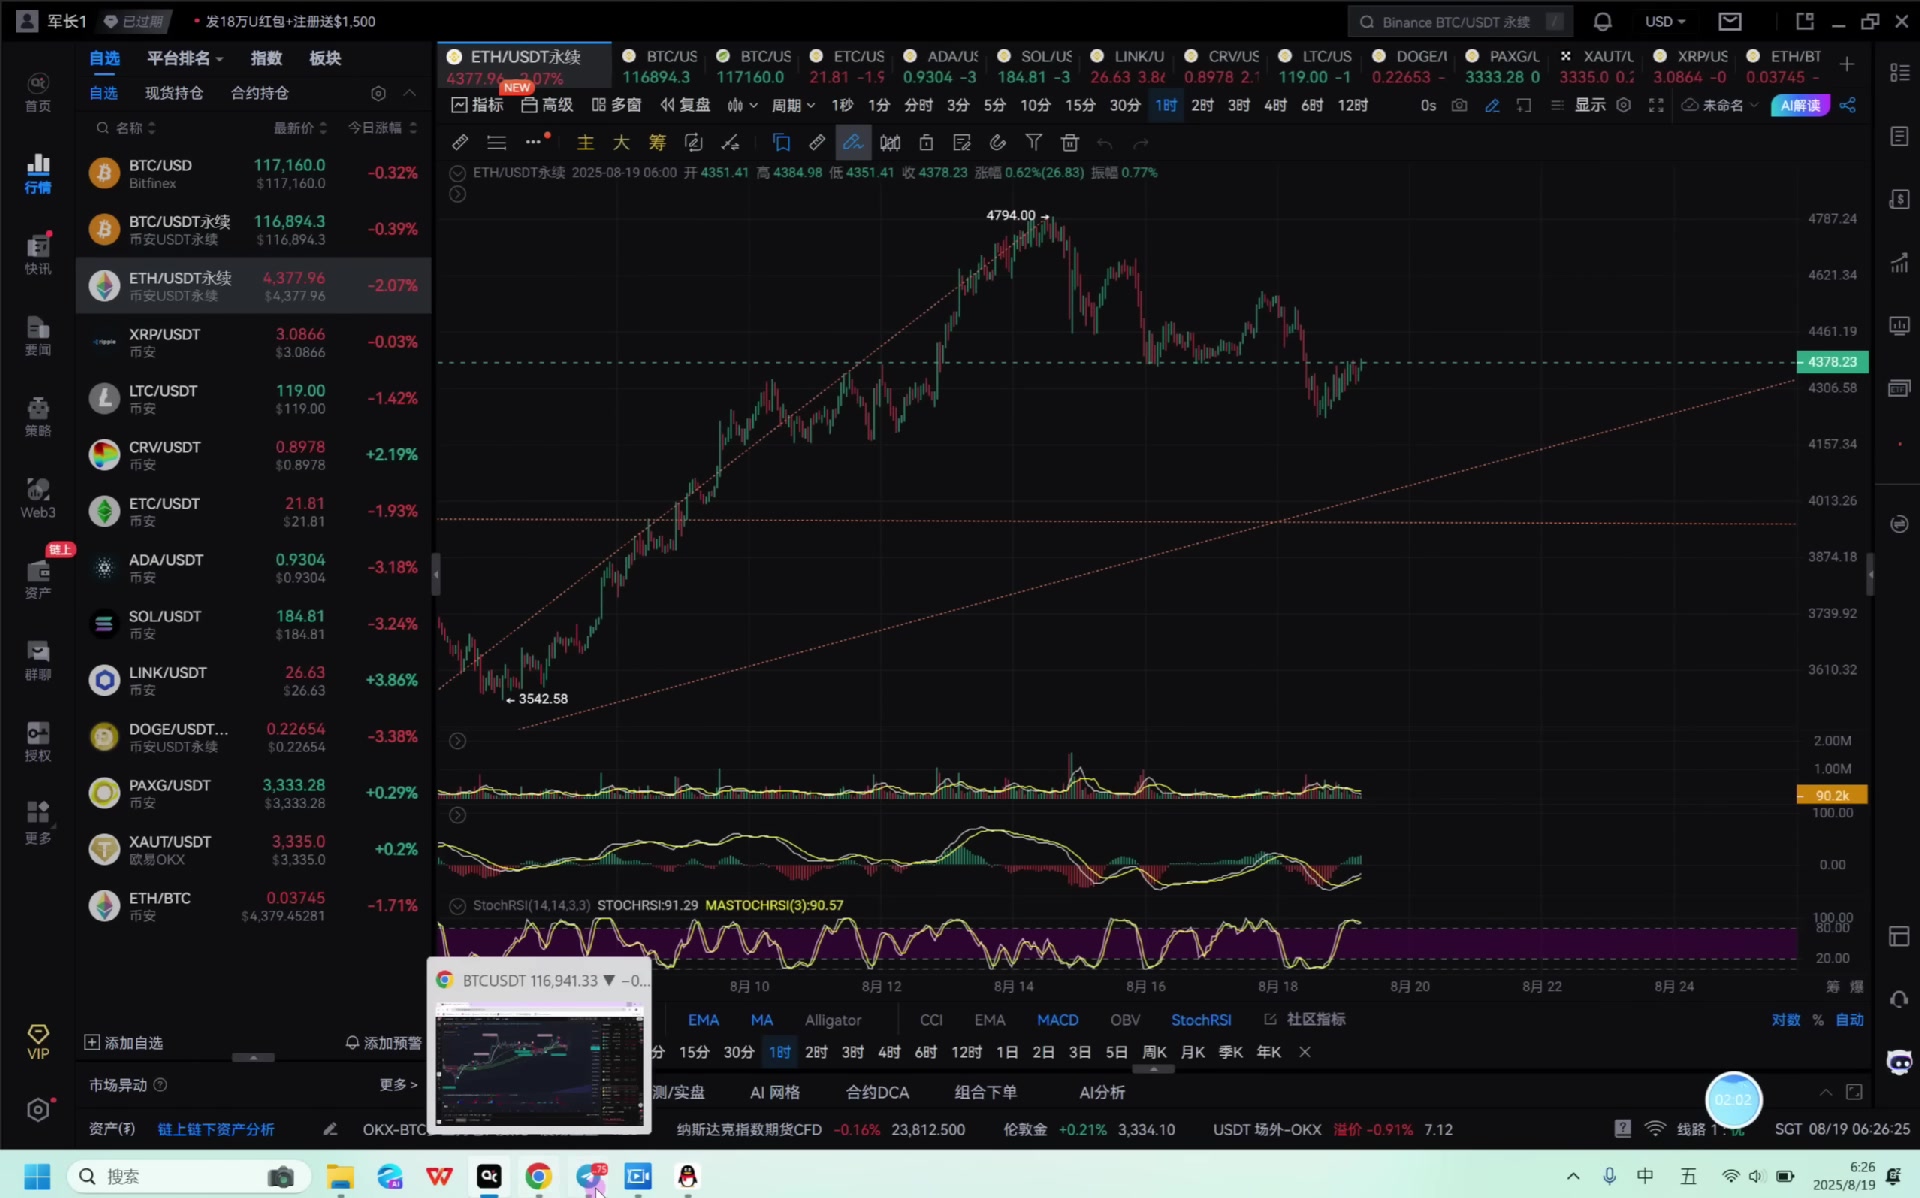 军长1 已过期 • 发18万U红包+注册送$1,500 Binance BTC/USDT 永续 / USD
自选 平台排名 指数 板块
自选 现货持仓 合约持仓
名称 最新价 今日涨幅
BTC/USD 117,160.0 -0.32%
Bitfinex $117,160.0
BTC/USDT永续 116,894.3 -0.39%
币安USDT永续 $116,894.3
ETH/USDT永续 4,377.96 -2.07%
币安USDT永续 $4,377.96
XRP/USDT 3.0866 -0.03%
币安 $3.0866
LTC/USDT 119.00 -1.42%
币安 $119.00
CRV/USDT 0.8978 +2.19%
币安 $0.8978
ETC/USDT 21.81 -1.93%
币安 $21.81
ADA/USDT 0.9304 -3.18%
币安 $0.9304
SOL/USDT 184.81 -3.24%
币安 $184.81
LINK/USDT 26.63 +3.86%
币安 $26.63
DOGE/USDT... 0.22654 -3.38%
币安USDT永续 $0.22654
PAXG/USDT 3,333.28 +0.29%
币安 $3,333.28
XAUT/USDT 3,335.0 +0.2%
欧易OKX $3,335.0
ETH/BTC 0.03745 -1.71%
币安 $4,379.45281
添加自选 添加预警
市场异动 更多 >
首页
行情
快讯
要闻
策略
Web3
链上
资产
群聊
授权
更多
VIP
ETH/USDT永续 BTC/US BTC/US ETC/US ADA/US SOL/US LINK/U CRV/US LTC/US DOGE/I PAXG/L XAUT/L XRP/US ETH/BT
4377.96 -2.07% 116894.3 117160.0 21.81 -1.9 0.9304 -3 184.81 -3 26.63 3.86 0.8978 2.1 119.00 -1 0.22653 - 3333.28 0 3335.0 0.2 3.0864 -0 0.03745 -
NEW
指标 高级 多窗 复盘 周期 1秒 1分 分时 3分 5分 10分 15分 30分 1时 2时 3时 4时 6时 12时 0s 显示 未命名 AI解读
主 大 筹
ETH/USDT永续 2025-08-19 06:00 开 4351.41 高 4384.98 低 4351.41 收 4378.23 涨幅 0.62%(26.83) 振幅 0.77%
4794.00 →
← 3542.58
4787.24
4621.34
4461.19
4378.23
4306.58
4157.34
4013.26
3874.18
3739.92
3610.32
2.00M
1.00M
90.2k
100.00
0.00
StochRSI(14,14,3,3) STOCHRSI:91.29 MASTOCHRSI(3):90.57
100.00
80.00
20.00
8月 10 8月 12 8月 14 8月 16 8月 18 8月 20 8月 22 8月 24 筹 爆
BTCUSDT 116,941.33 ▼ −0...
EMA MA Alligator CCI EMA MACD OBV StochRSI 社区指标 对数 % 自动
分 15分 30分 1时 2时 3时 4时 6时 12时 1日 2日 3日 5日 周K 月K 季K 年K
测/实盘 AI 网格 合约DCA 组合下单 AI分析
02:02
资产(₮) 链上链下资产分析 OKX-BTC 纳斯达克指数期货CFD -0.16% 23,812.500 伦敦金 +0.21% 3,334.10 USDT 场外-OKX 溢价 -0.91% 7.12 线路 1 SGT 08/19 06:26:25
搜索 75 中 五 6:26
2025/8/19